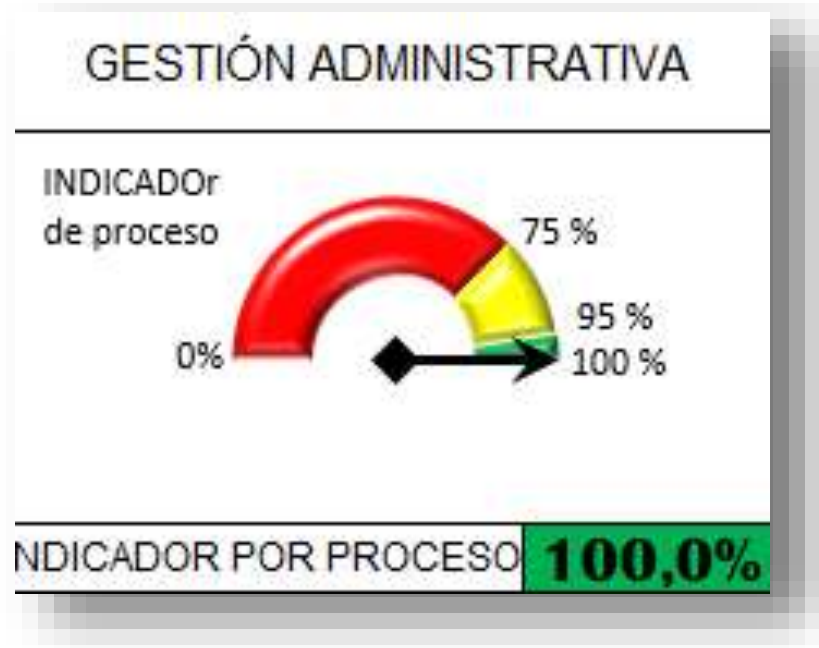 GESTIÓN ADMINISTRATIVA
INDICADOr
de proceso
75 %
95 %
0%
100 %
NDICADOR POR PROCESO 100,0%